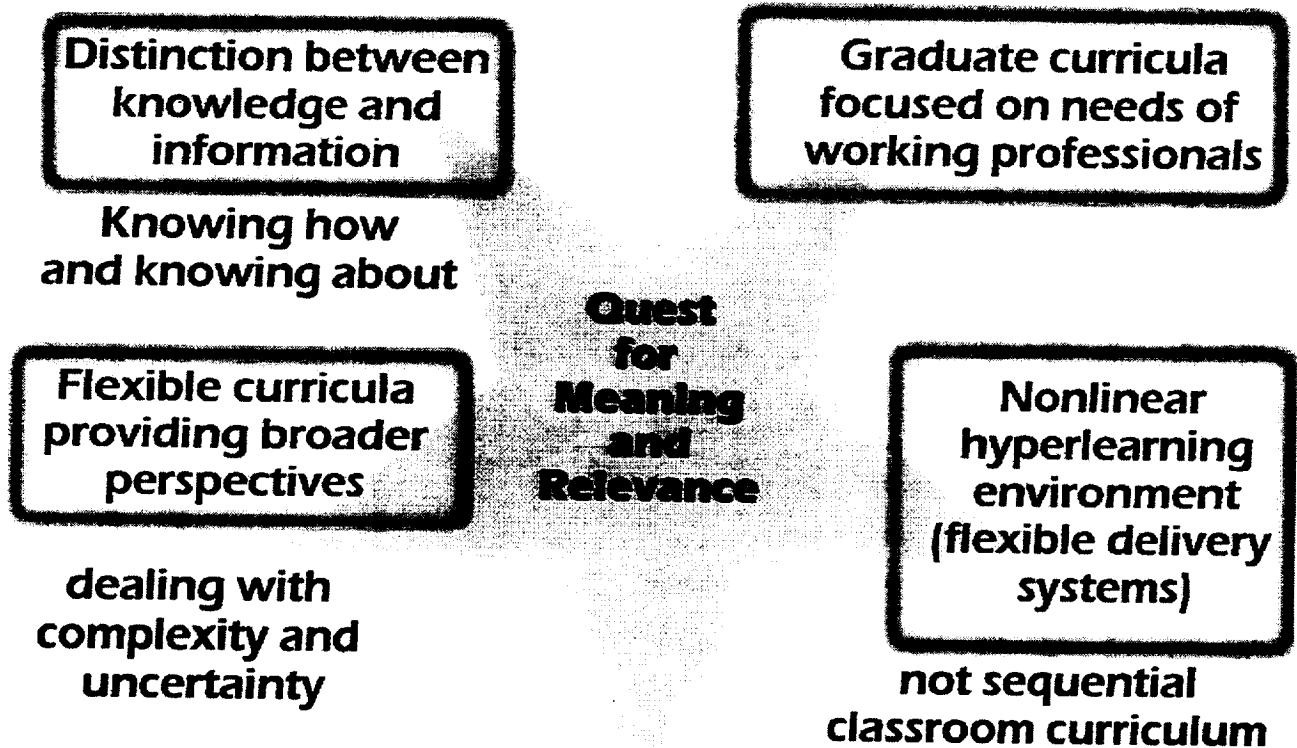 Distinction between
knowledge and
information
Knowing how
and knowing about
Graduate curricula
focused on needs of
working professionals
Quest
for
Meaning
and
Relevance
Flexible curricula
providing broader
perspectives
dealing with
complexity and
uncertainty
Nonlinear
hyperlearning
environment
(flexible delivery
systems)
not sequential
classroom curriculum